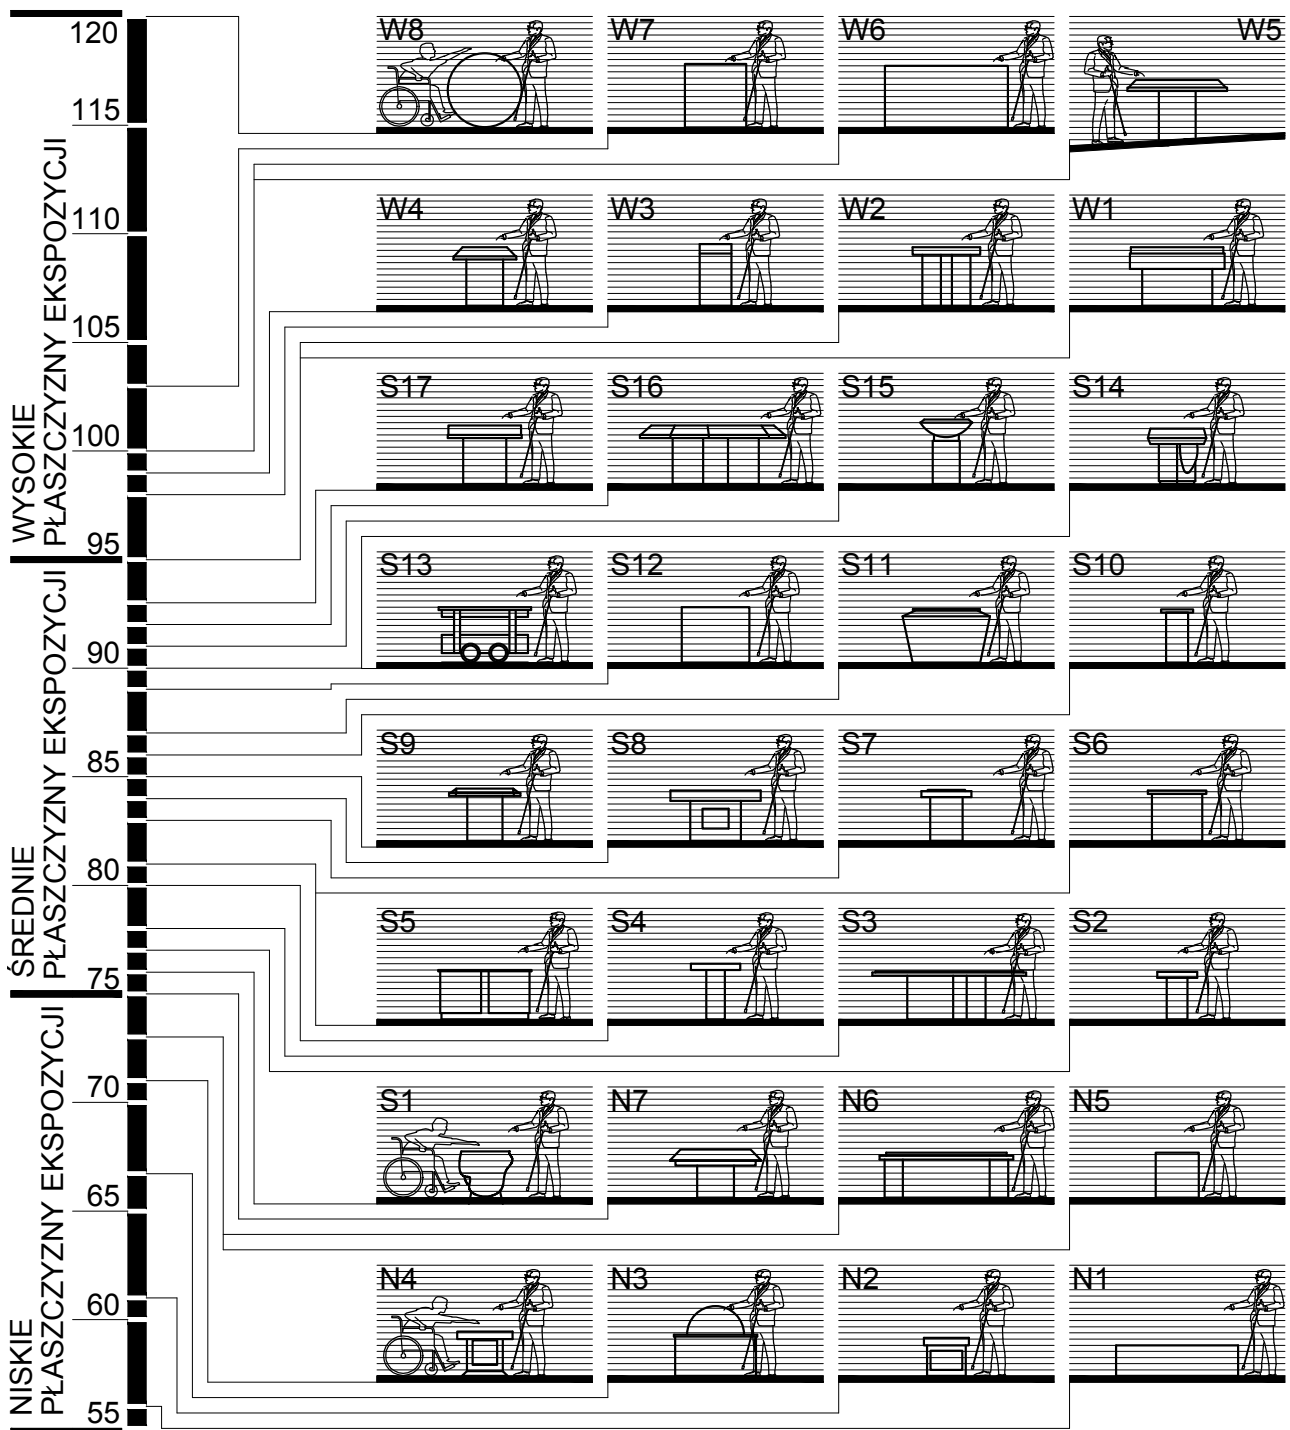 120
115
110
105
100
95
90
85
80
75
70
65
60
55
WYSOKIE
PŁASZCZYZNY EKSPOZYCJI
ŚREDNIE
PŁASZCZYZNY EKSPOZYCJI
NISKIE
PŁASZCZYZNY EKSPOZYCJI
W8 W7 W6 W5
W4 W3 W2 W1
S17 S16 S15 S14
S13 S12 S11 S10
S9 S8 S7 S6
S5 S4 S3 S2
S1 N7 N6 N5
N4 N3 N2 N1